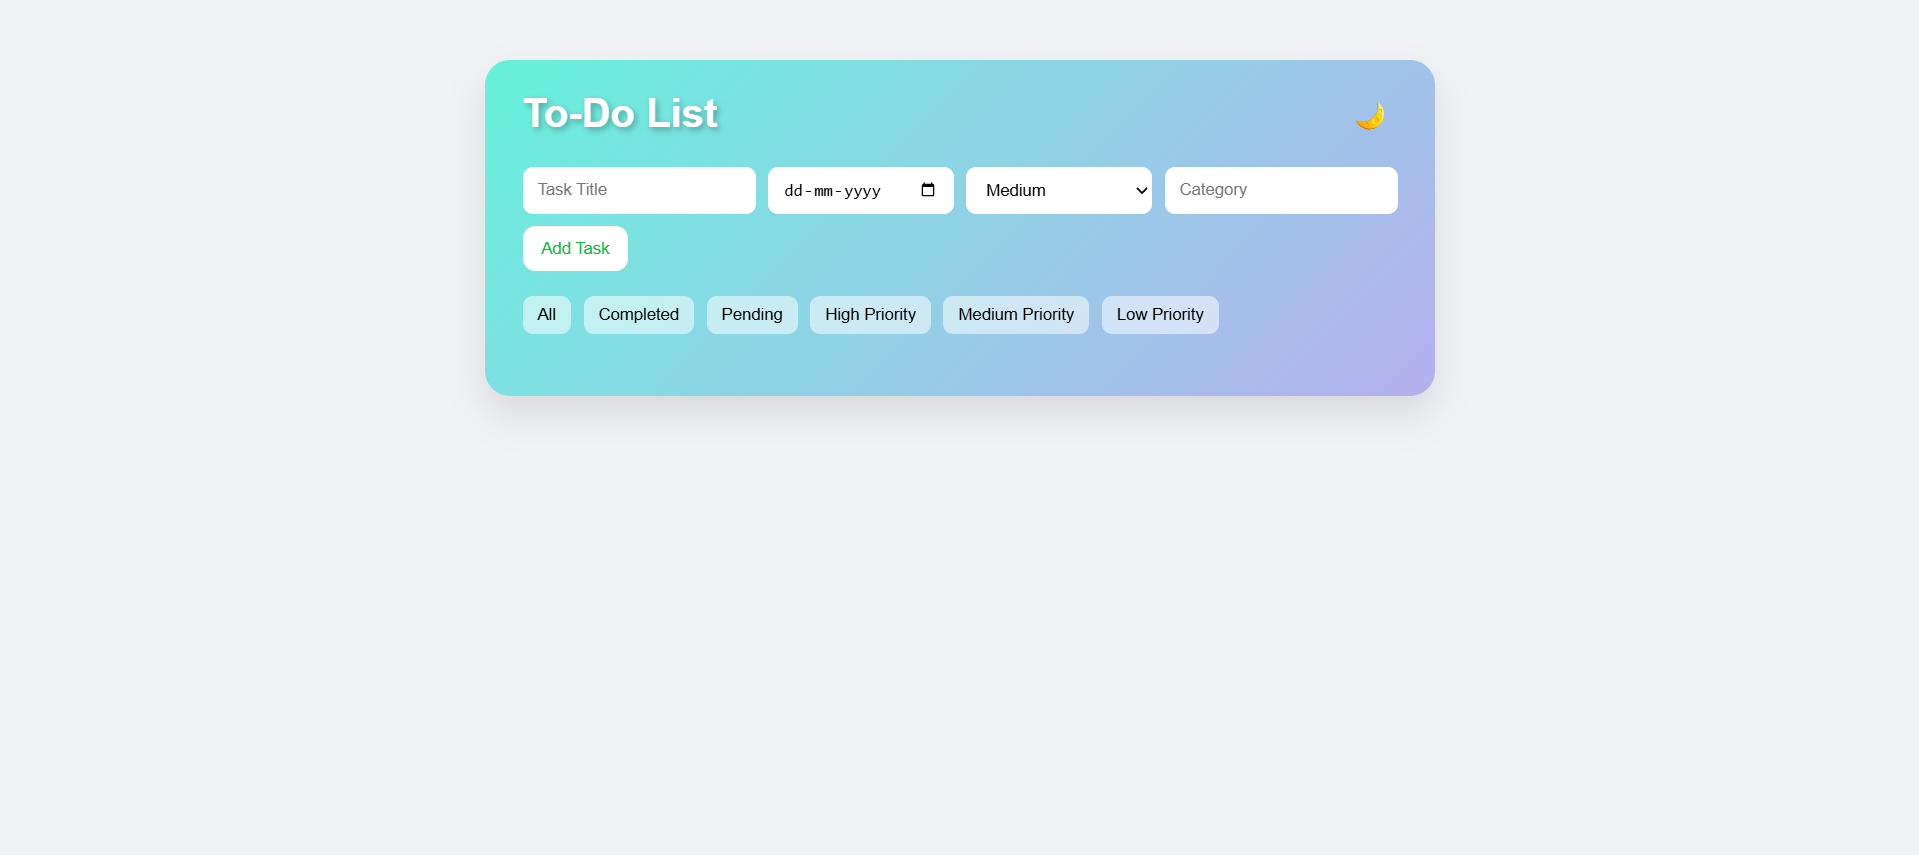 To-Do List
Task Title dd-mm-yyyy Medium Category
Add Task
All Completed Pending High Priority Medium Priority Low Priority